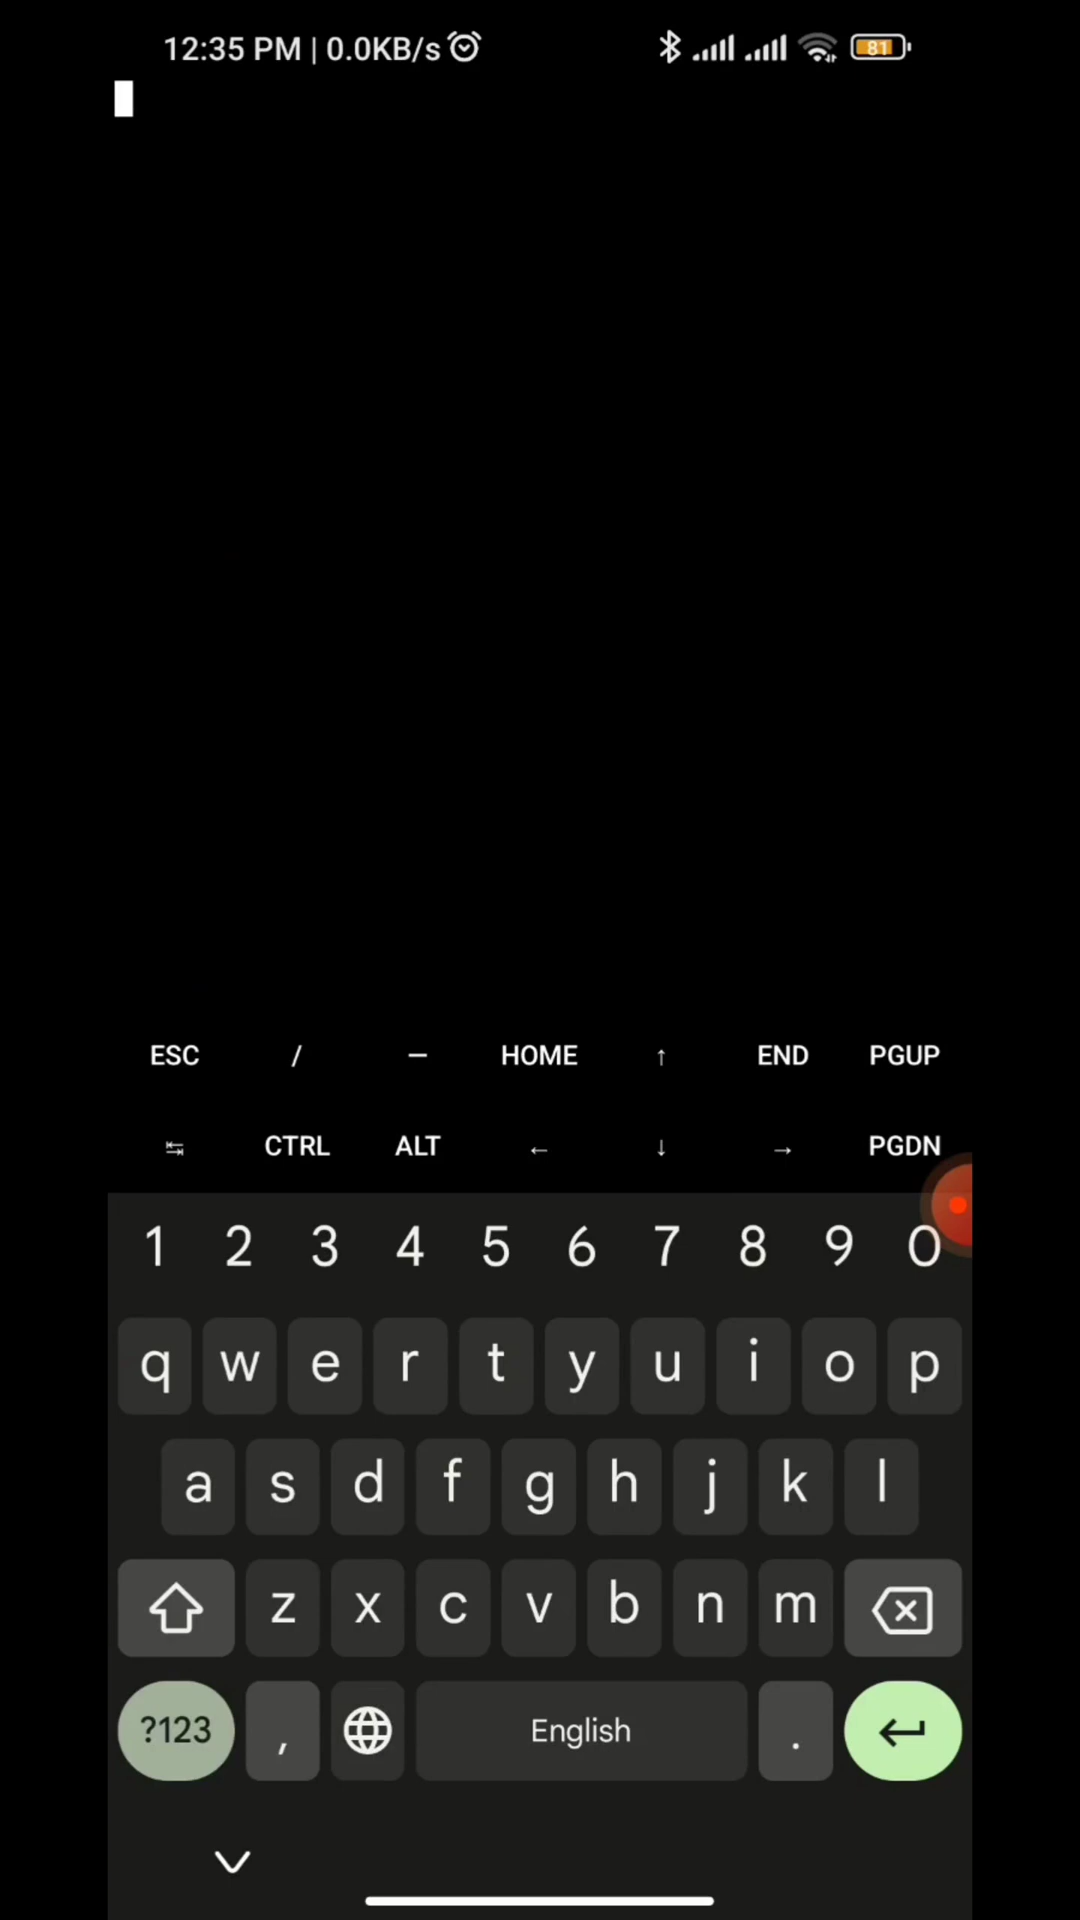 12:35 PM | 0.0KB/s 81
ESC / – HOME ↑ END PGUP
↹ CTRL ALT ← ↓ → PGDN
1 2 3 4 5 6 7 8 9 0
q w e r t y u i o p
a s d f g h j k l
z x c v b n m
?123 , English .